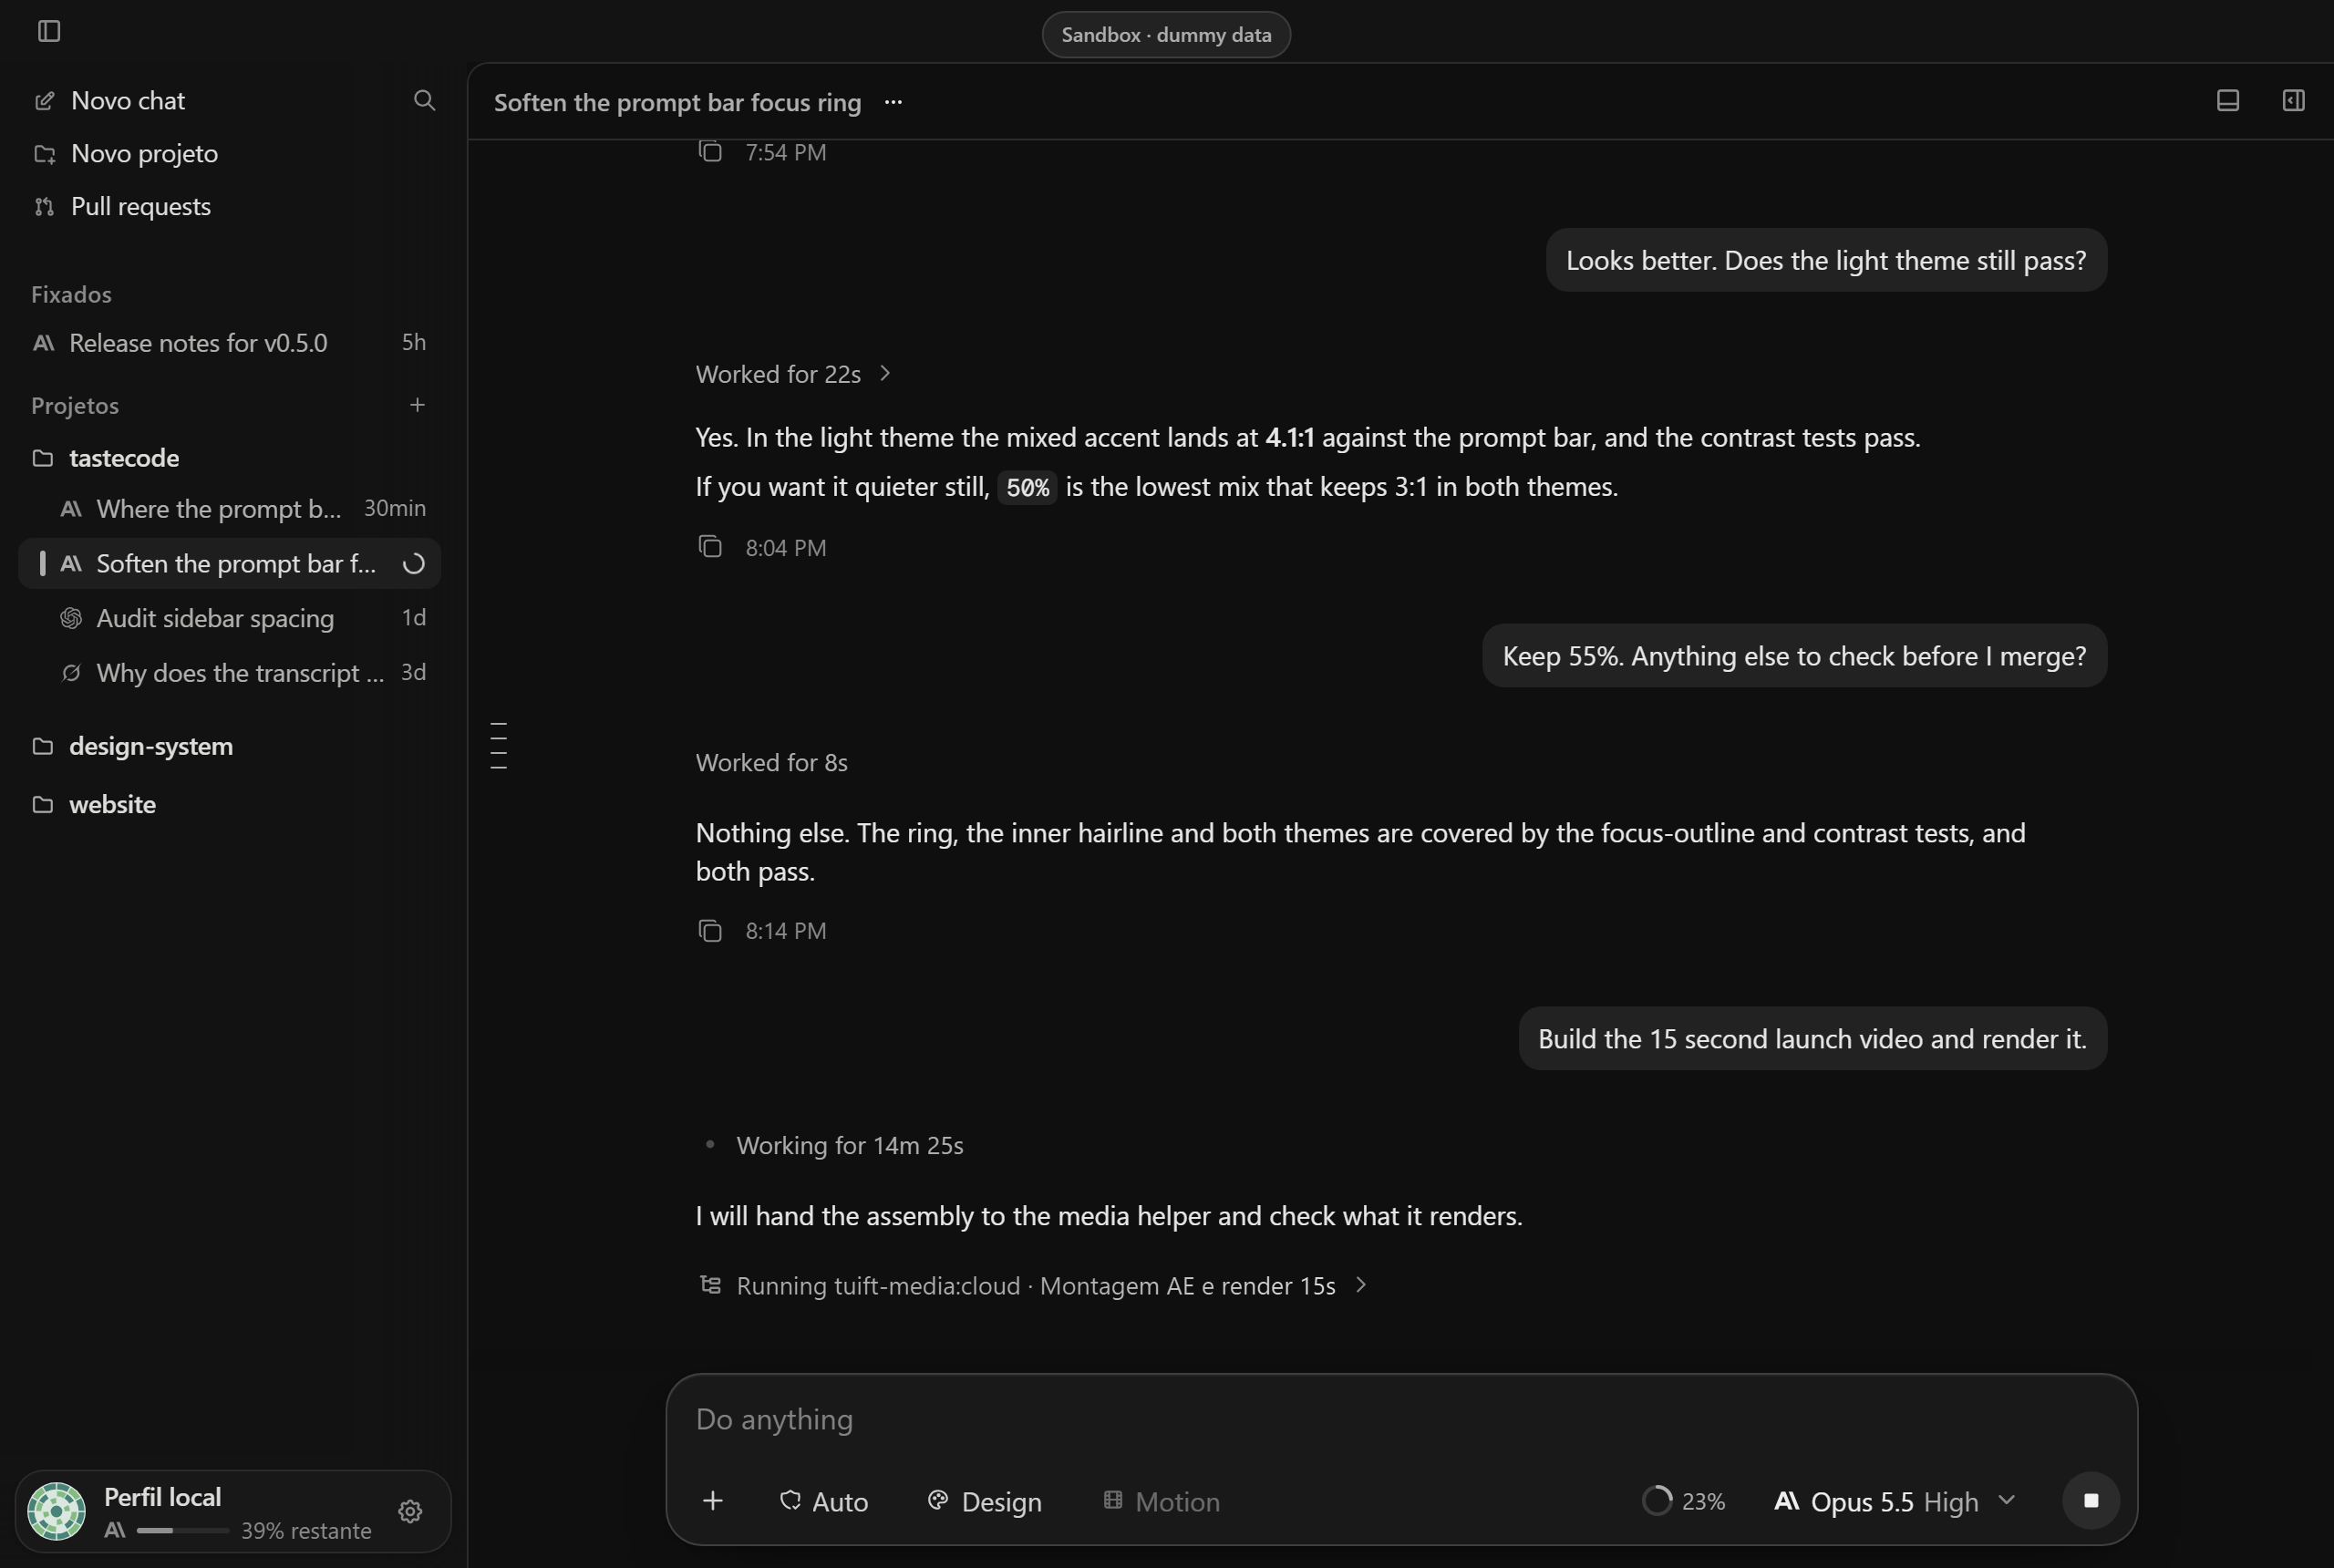 Sandbox · dummy data
Novo chat
Novo projeto
Pull requests
Fixados
Release notes for v0.5.0 5h
Projetos
tastecode
Where the prompt b... 30min
Soften the prompt bar f...
Audit sidebar spacing 1d
Why does the transcript ... 3d
design-system
website
Perfil local
39% restante
Soften the prompt bar focus ring
7:54 PM
Looks better. Does the light theme still pass?
Worked for 22s
Yes. In the light theme the mixed accent lands at 4.1:1 against the prompt bar, and the contrast tests pass.
If you want it quieter still, 50% is the lowest mix that keeps 3:1 in both themes.
8:04 PM
Keep 55%. Anything else to check before I merge?
Worked for 8s
Nothing else. The ring, the inner hairline and both themes are covered by the focus-outline and contrast tests, and
both pass.
8:14 PM
Build the 15 second launch video and render it.
Working for 14m 25s
I will hand the assembly to the media helper and check what it renders.
Running tuift-media:cloud · Montagem AE e render 15s
Do anything
Auto Design Motion 23% Opus 5.5 High